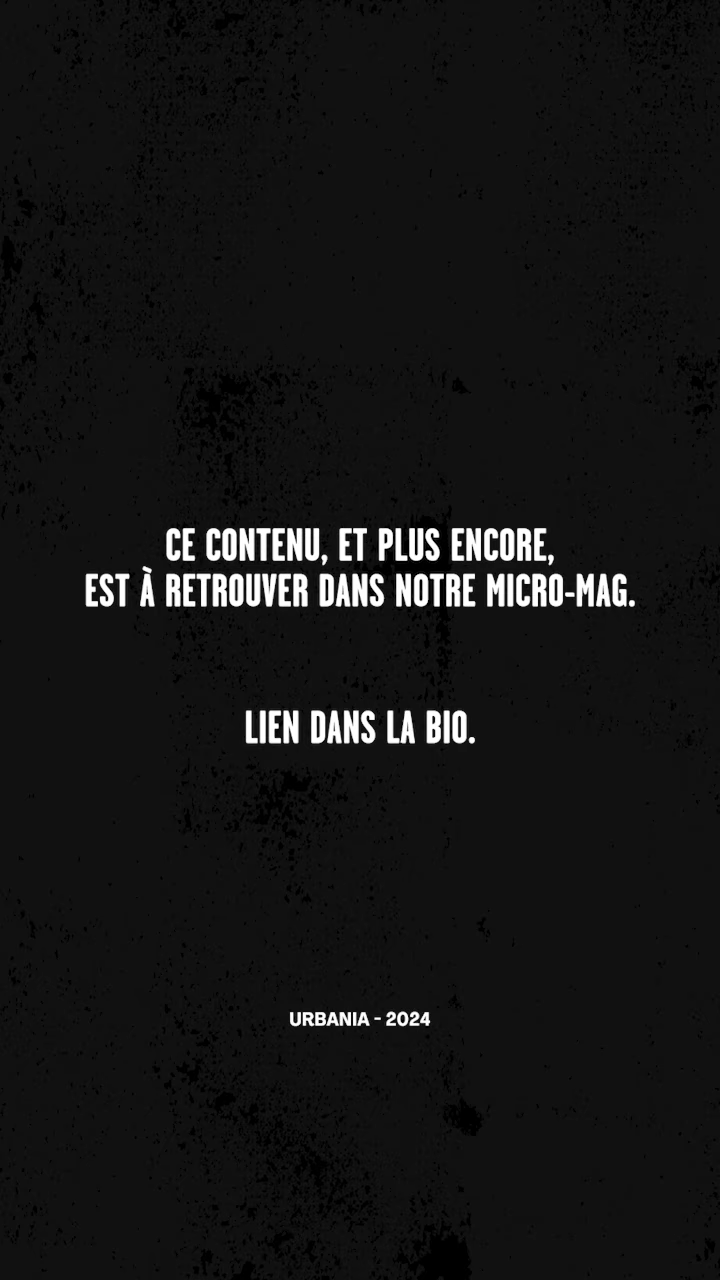 CE CONTENU, ET PLUS ENCORE,
EST À RETROUVER DANS NOTRE MICRO-MAG.
LIEN DANS LA BIO.
URBANIA - 2024